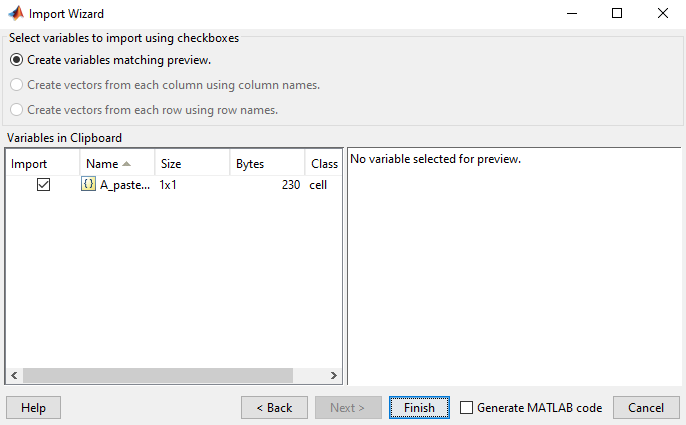 Import Wizard
Select variables to import using checkboxes
Create variables matching preview.
Create vectors from each column using column names.
Create vectors from each row using row names.
Variables in Clipboard
Import Name Size Bytes Class
{} A_paste... 1x1 230 cell
No variable selected for preview.
Help < Back Next > Finish Generate MATLAB code Cancel